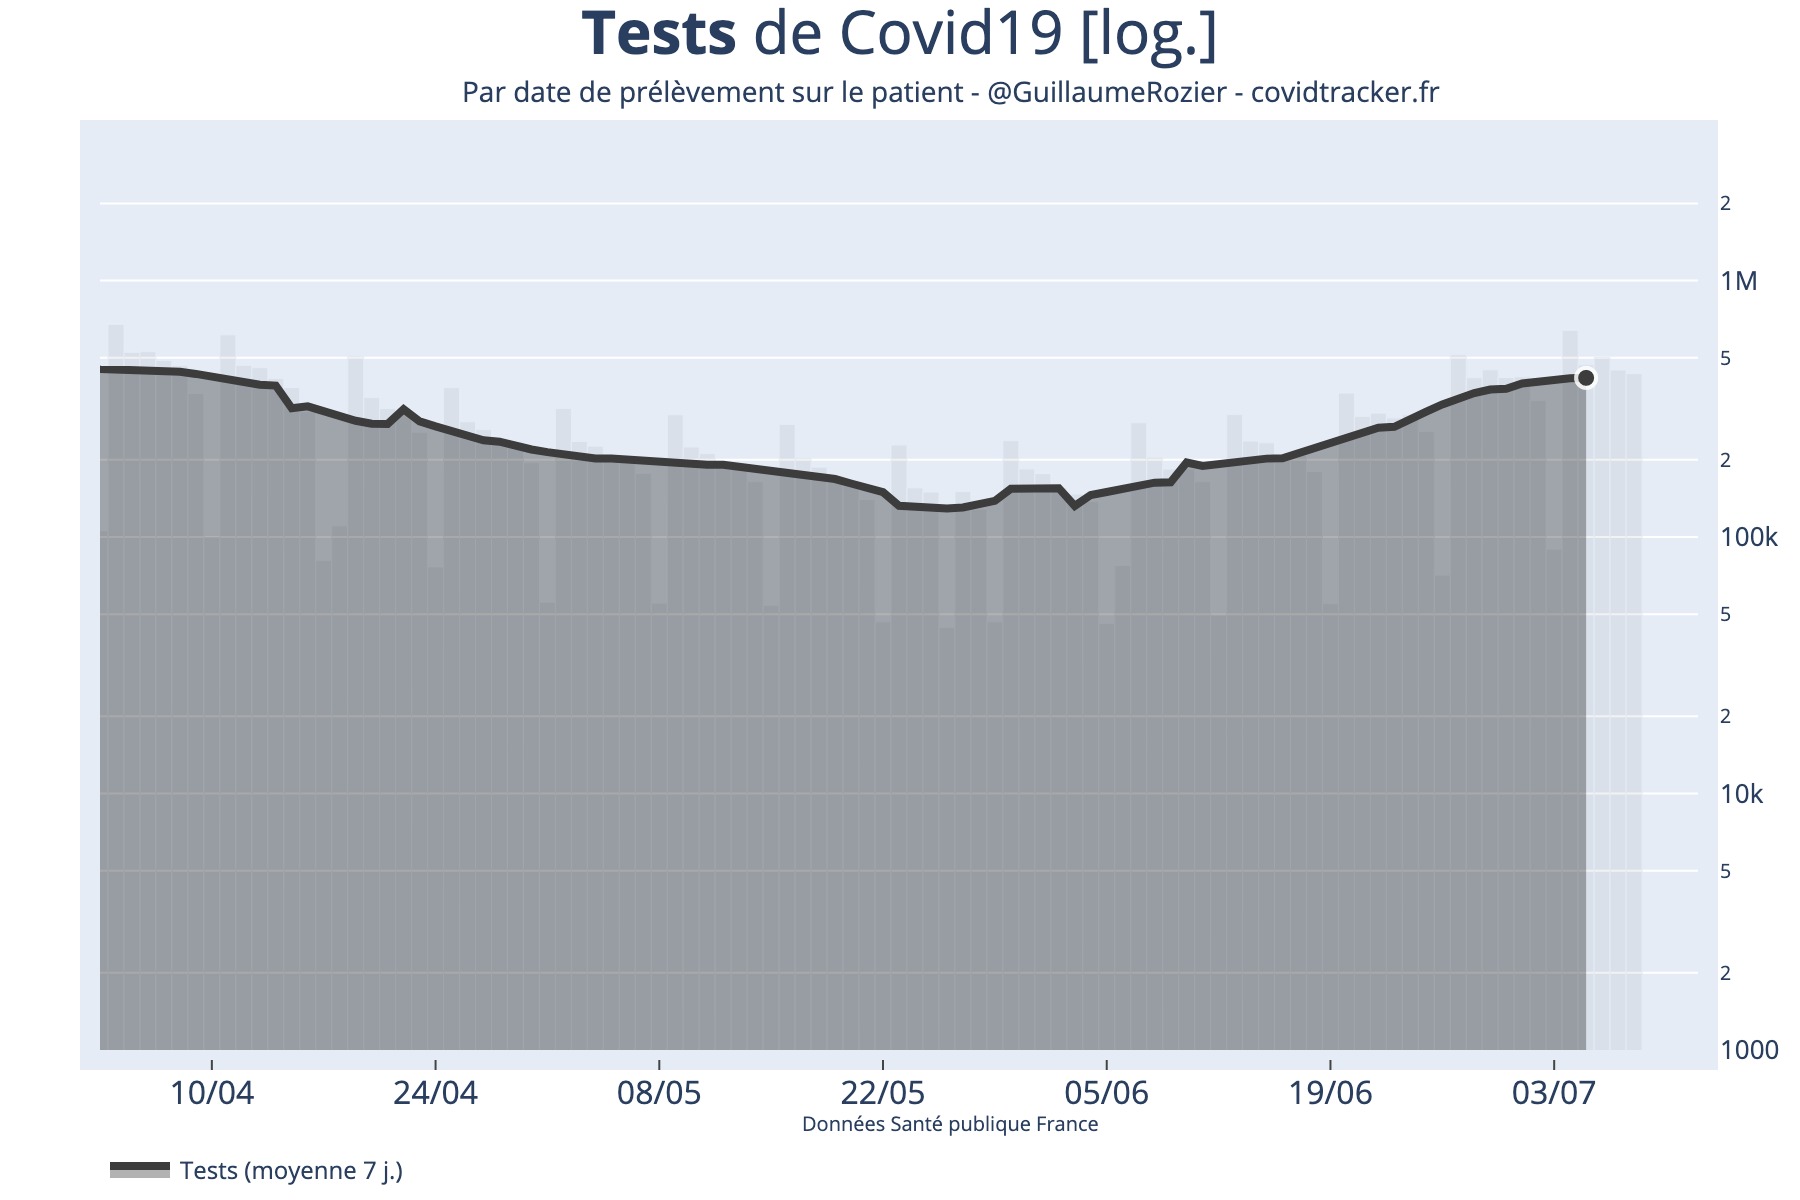 Tests de Covid19 [log.]
Par date de prélèvement sur le patient - @GuillaumeRozier - covidtracker.fr
2
1M
5
2
100k
5
2
10k
5
2
1000
10/04 24/04 08/05 22/05 05/06 19/06 03/07
Données Santé publique France
Tests (moyenne 7 j.)